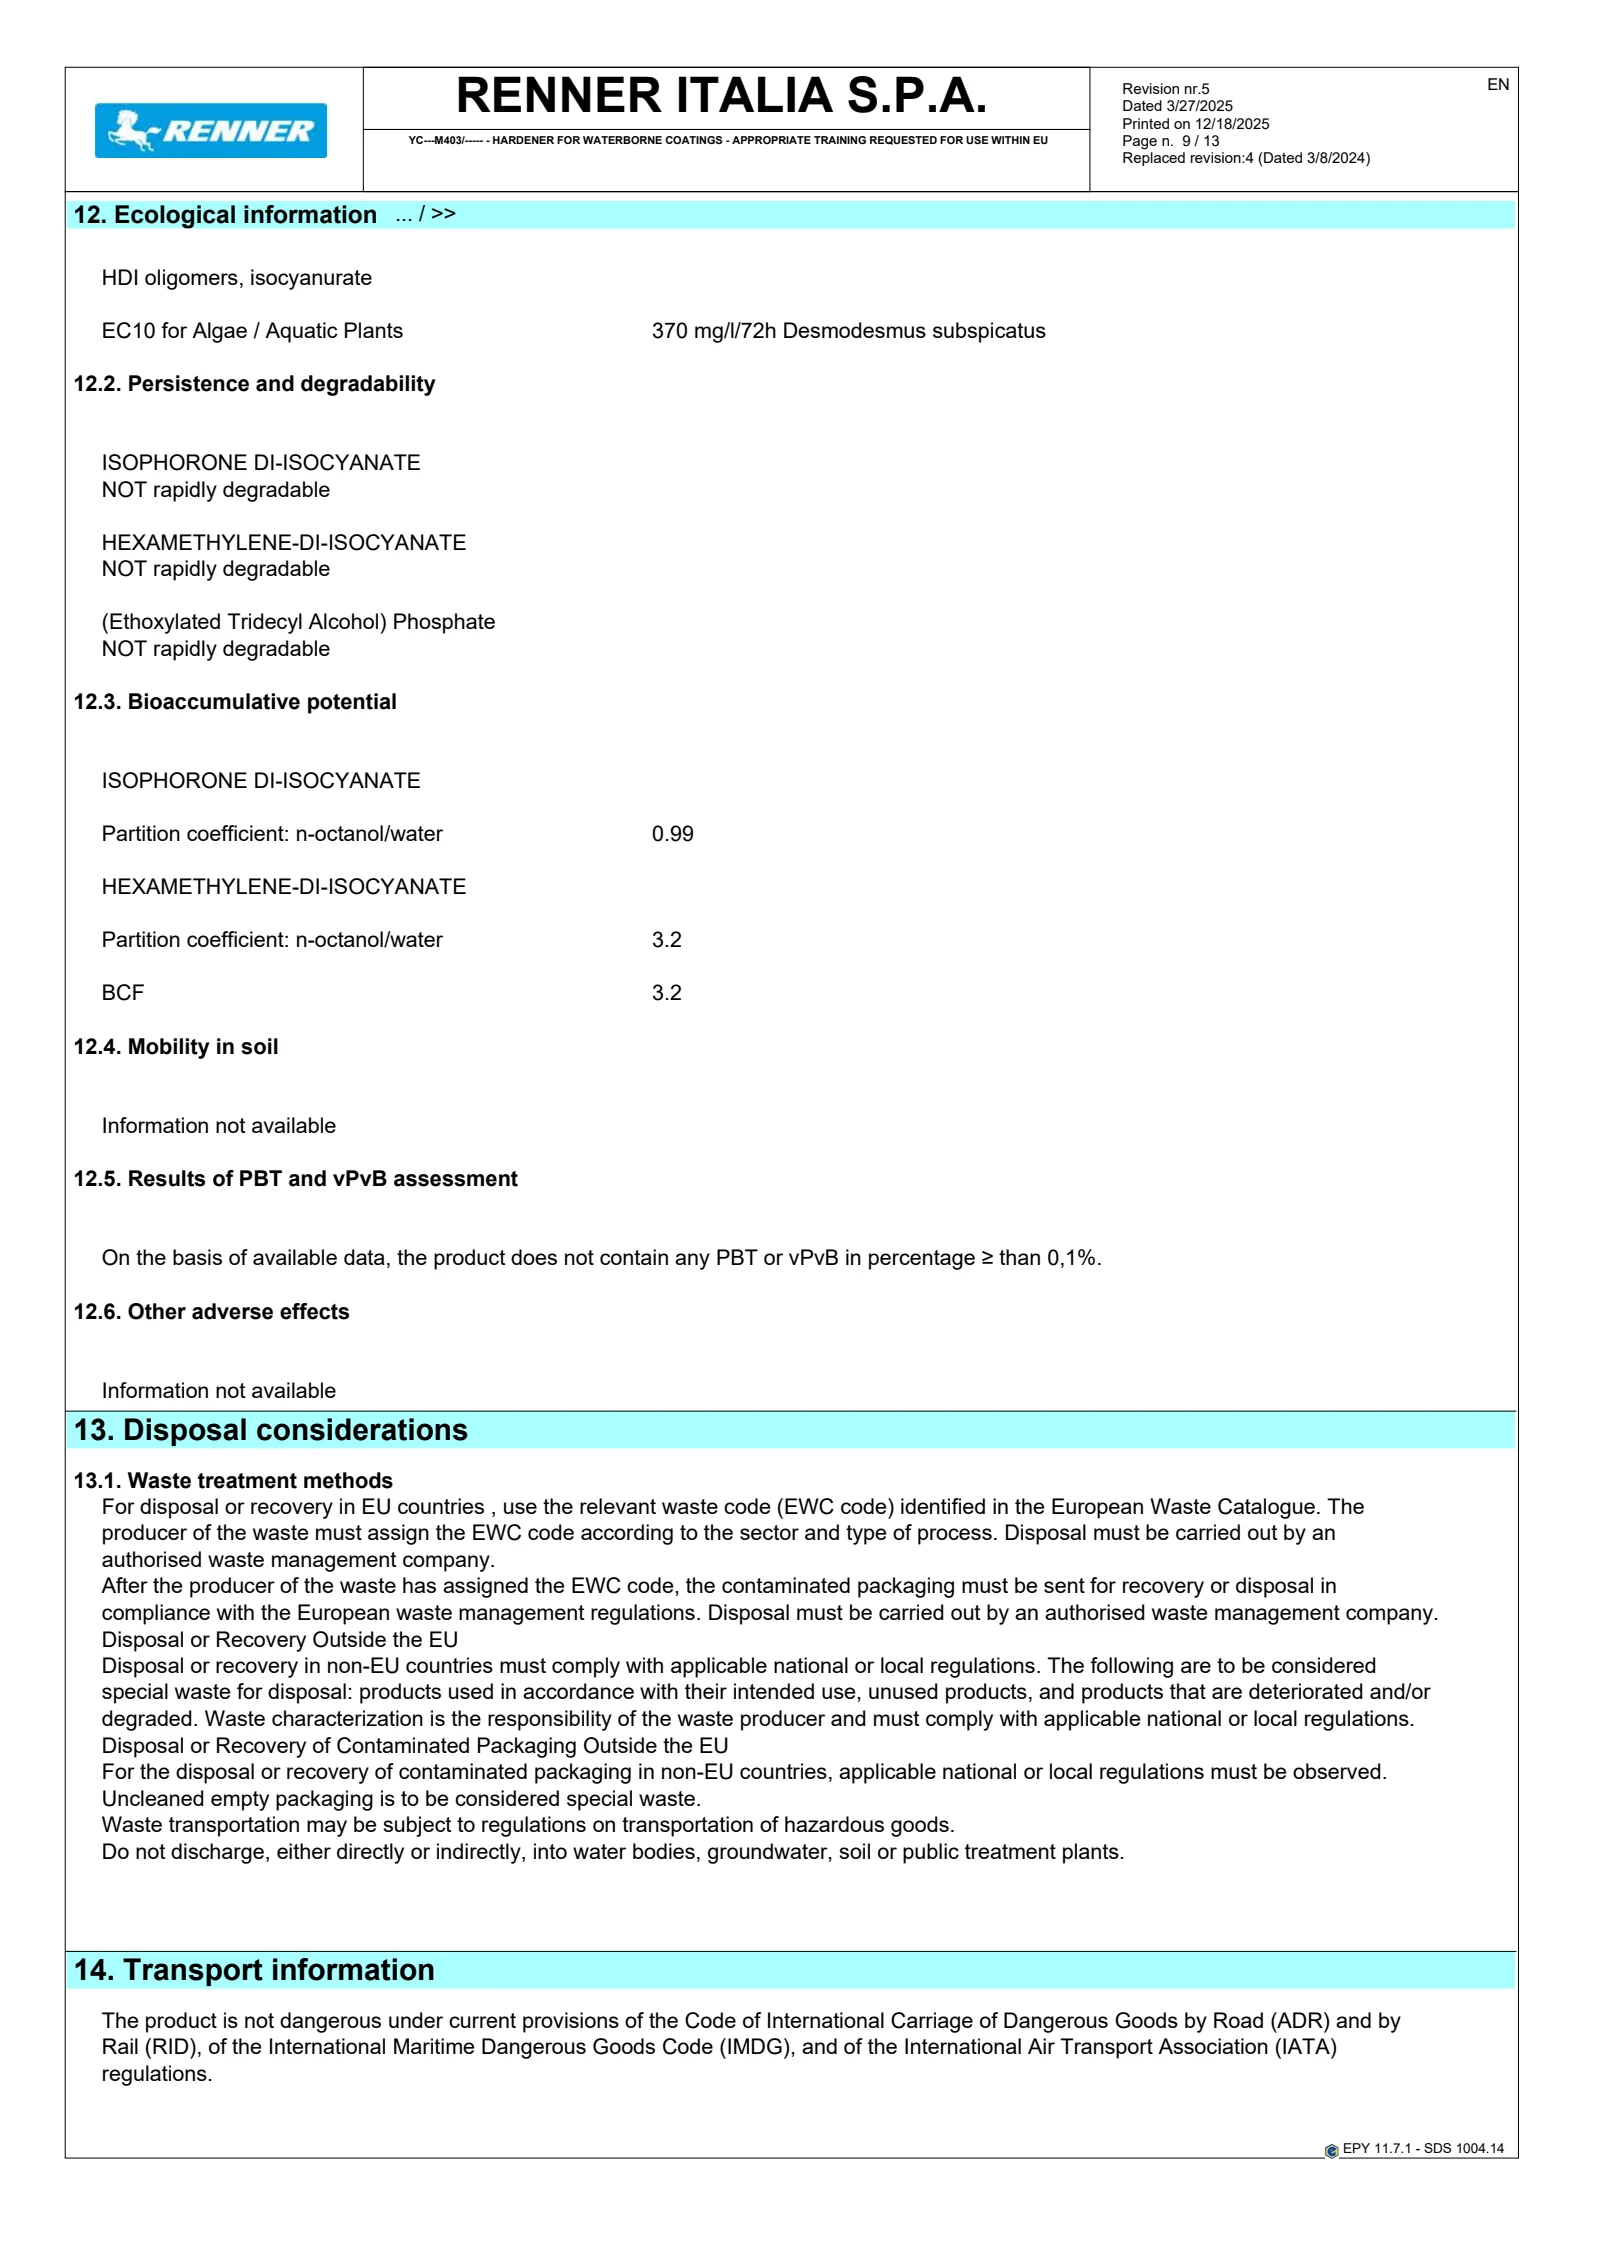 RENNER
RENNER ITALIA S.P.A.
YC---M403/----- - HARDENER FOR WATERBORNE COATINGS - APPROPRIATE TRAINING REQUESTED FOR USE WITHIN EU
Revision nr.5
Dated 3/27/2025
Printed on 12/18/2025
Page n. 9 / 13
Replaced revision:4 (Dated 3/8/2024)
EN
12. Ecological information ... / >>
HDI oligomers, isocyanurate
EC10 for Algae / Aquatic Plants 370 mg/l/72h Desmodesmus subspicatus
12.2. Persistence and degradability
ISOPHORONE DI-ISOCYANATE
NOT rapidly degradable
HEXAMETHYLENE-DI-ISOCYANATE
NOT rapidly degradable
(Ethoxylated Tridecyl Alcohol) Phosphate
NOT rapidly degradable
12.3. Bioaccumulative potential
ISOPHORONE DI-ISOCYANATE
Partition coefficient: n-octanol/water 0.99
HEXAMETHYLENE-DI-ISOCYANATE
Partition coefficient: n-octanol/water 3.2
BCF 3.2
12.4. Mobility in soil
Information not available
12.5. Results of PBT and vPvB assessment
On the basis of available data, the product does not contain any PBT or vPvB in percentage ≥ than 0,1%.
12.6. Other adverse effects
Information not available
13. Disposal considerations
13.1. Waste treatment methods
For disposal or recovery in EU countries , use the relevant waste code (EWC code) identified in the European Waste Catalogue. The
producer of the waste must assign the EWC code according to the sector and type of process. Disposal must be carried out by an
authorised waste management company.
After the producer of the waste has assigned the EWC code, the contaminated packaging must be sent for recovery or disposal in
compliance with the European waste management regulations. Disposal must be carried out by an authorised waste management company.
Disposal or Recovery Outside the EU
Disposal or recovery in non-EU countries must comply with applicable national or local regulations. The following are to be considered
special waste for disposal: products used in accordance with their intended use, unused products, and products that are deteriorated and/or
degraded. Waste characterization is the responsibility of the waste producer and must comply with applicable national or local regulations.
Disposal or Recovery of Contaminated Packaging Outside the EU
For the disposal or recovery of contaminated packaging in non-EU countries, applicable national or local regulations must be observed.
Uncleaned empty packaging is to be considered special waste.
Waste transportation may be subject to regulations on transportation of hazardous goods.
Do not discharge, either directly or indirectly, into water bodies, groundwater, soil or public treatment plants.
14. Transport information
The product is not dangerous under current provisions of the Code of International Carriage of Dangerous Goods by Road (ADR) and by
Rail (RID), of the International Maritime Dangerous Goods Code (IMDG), and of the International Air Transport Association (IATA)
regulations.
EPY 11.7.1 - SDS 1004.14